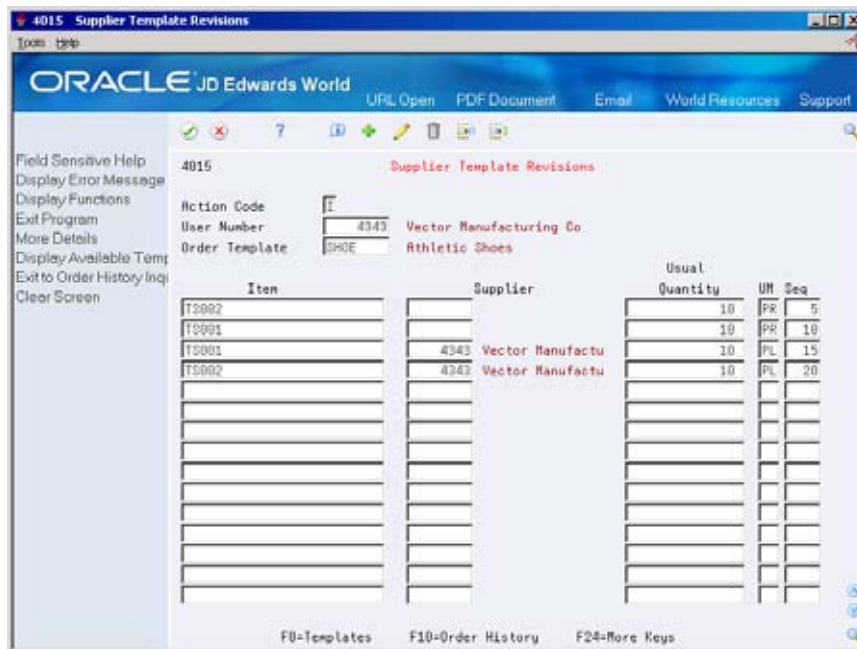 4015 Supplier Template Revisions
Tools Help
ORACLE JD Edwards World
URL Open PDF Document Email World Resources Support
Field Sensitive Help
Display Error Message
Display Functions
Exit Program
More Details
Display Available Temp
Exit to Order History Inqu
Clear Screen
4015 Supplier Template Revisions
Action Code I
User Number 4343 Vector Manufacturing Co
Order Template SHOE Athletic Shoes
Usual
Item Supplier Quantity UM Seq
TS002 10 PR 5
TS001 10 PR 10
TS001 4343 Vector Manufactu 10 PL 15
TS002 4343 Vector Manufactu 10 PL 20
F8=Templates F10=Order History F24=More Keys